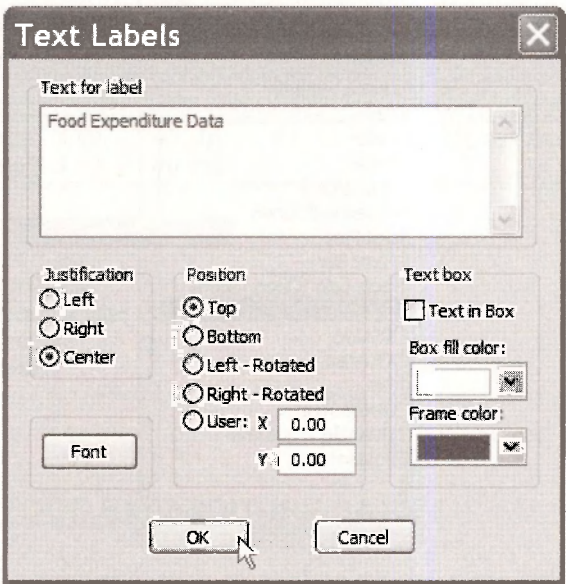 Text Labels
Text for label
Food Expenditure Data
Justification
Left
Right
Center
Font
Position
Top
Bottom
Left - Rotated
Right - Rotated
User: X 0.00
Y 0.00
Text box
Text in Box
Box fill color:
Frame color:
OK
Cancel